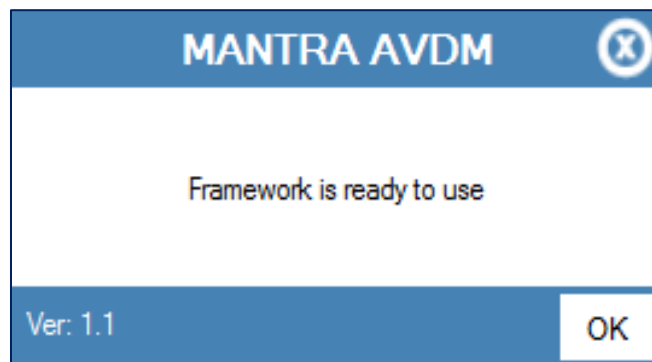 MANTRA AVDM
X
Framework is ready to use
Ver: 1.1
OK